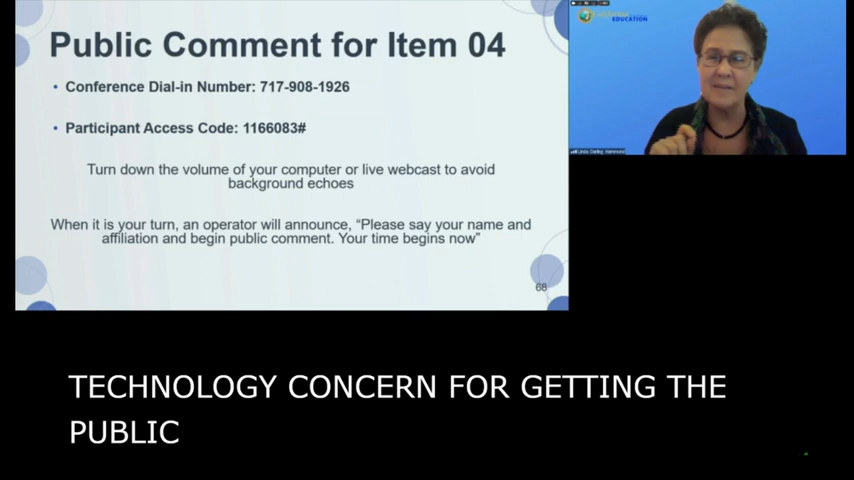 Public Comment for Item 04
• Conference Dial-in Number: 717-908-1926
• Participant Access Code: 1166083#
Turn down the volume of your computer or live webcast to avoid
background echoes
When it is your turn, an operator will announce, “Please say your name and
affiliation and begin public comment. Your time begins now”
68
EDUCATION
Linda Darling-Hammond
TECHNOLOGY CONCERN FOR GETTING THE
PUBLIC